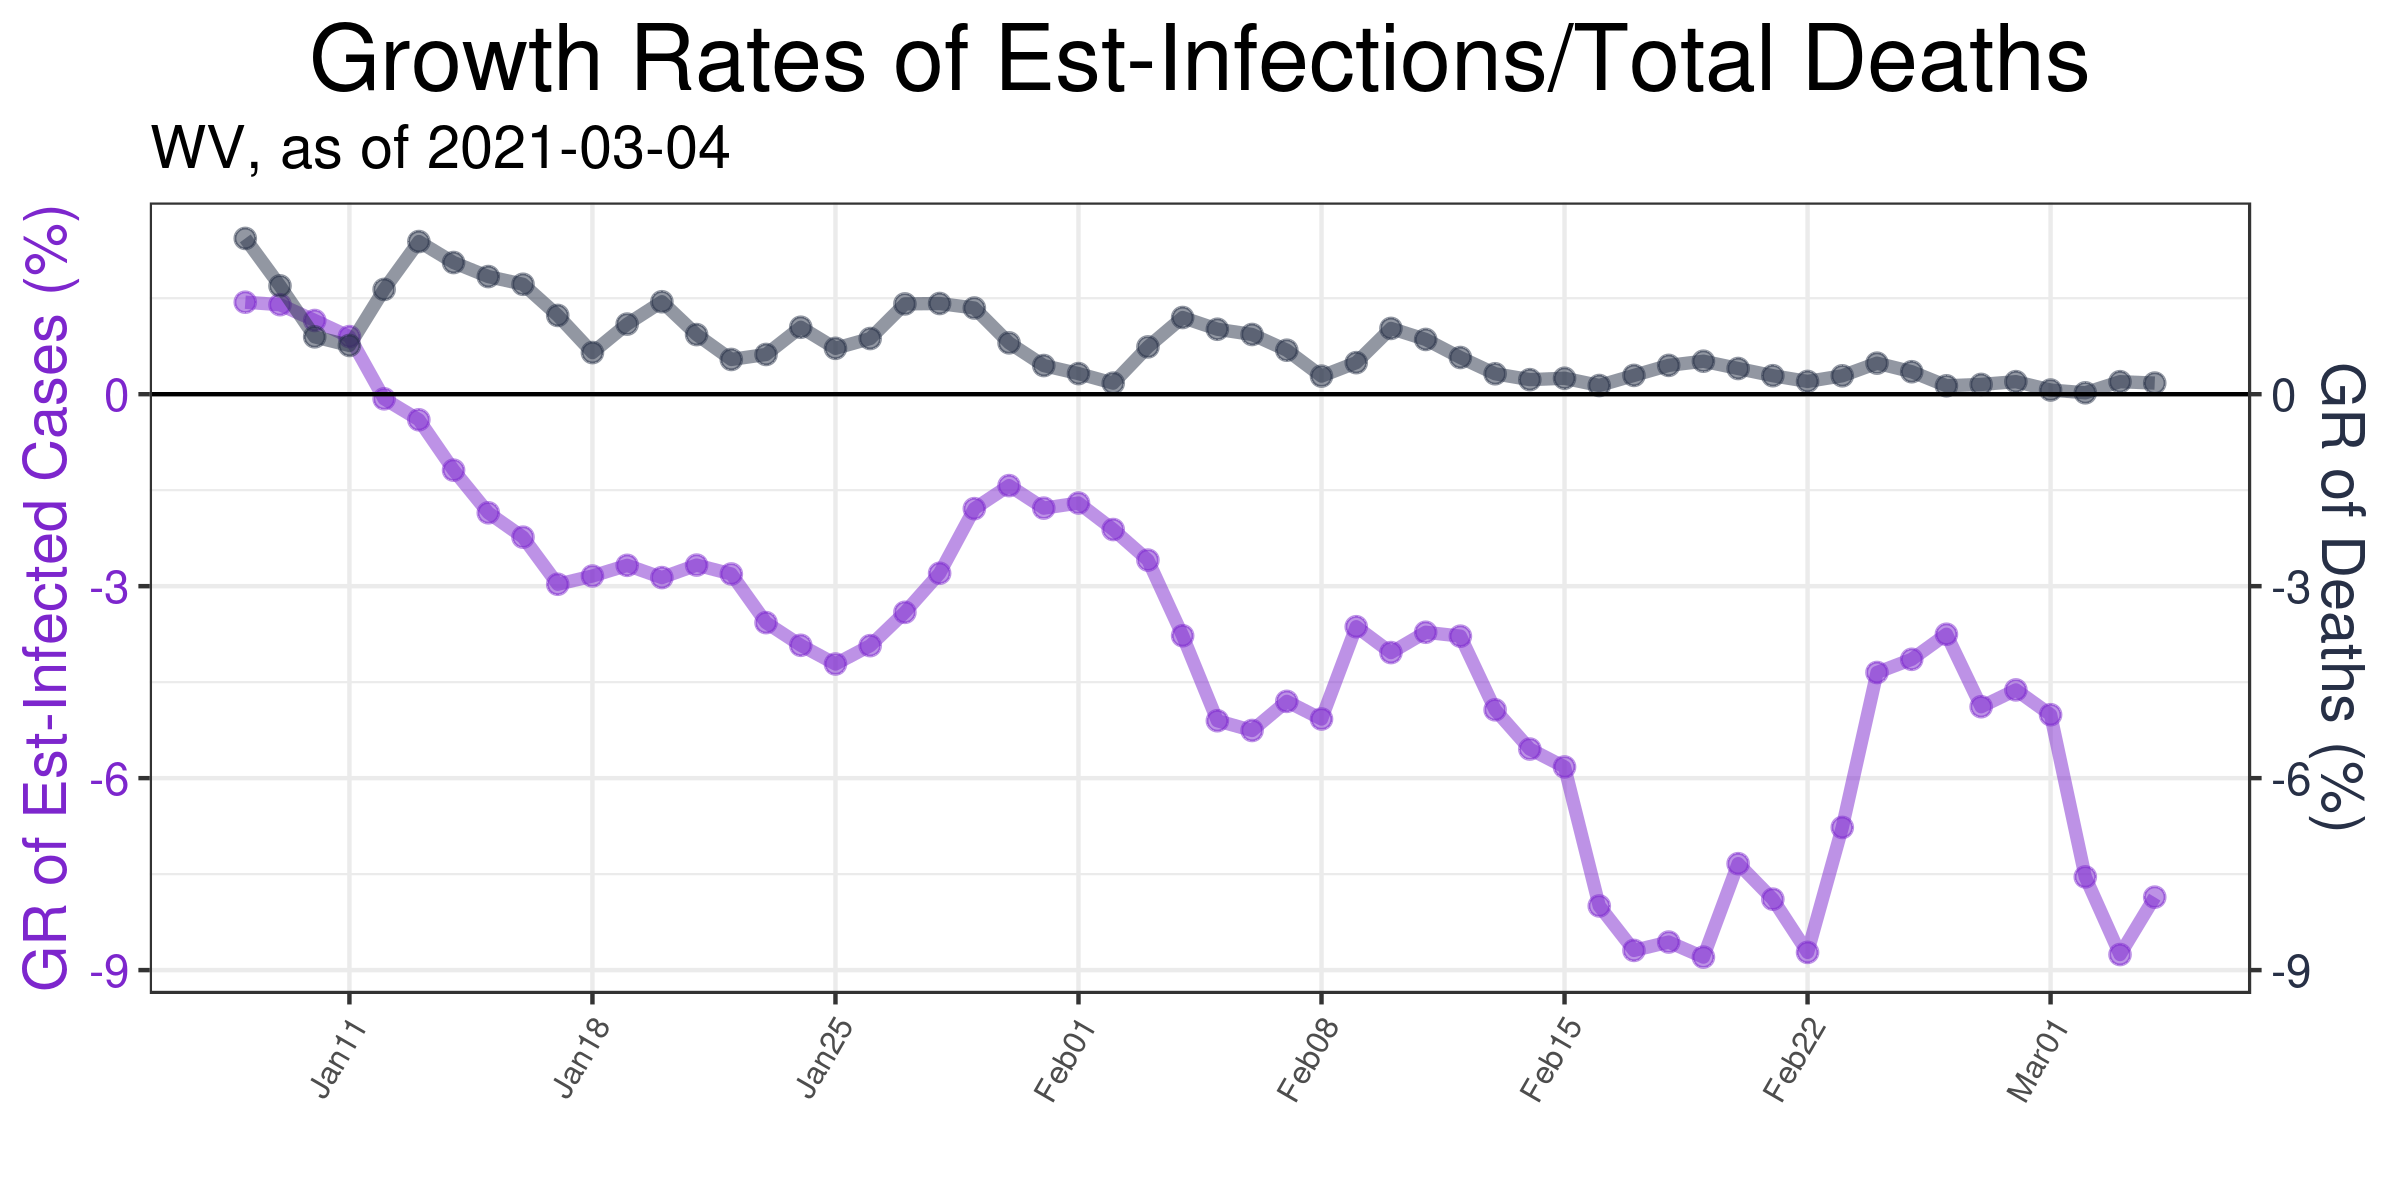 Growth Rates of Est-Infections/Total Deaths
WV, as of 2021-03-04
GR of Est-Infected Cases (%)
0
-3
-6
-9
0
-3
-6
-9
GR of Deaths (%)
Jan11
Jan18
Jan25
Feb01
Feb08
Feb15
Feb22
Mar01